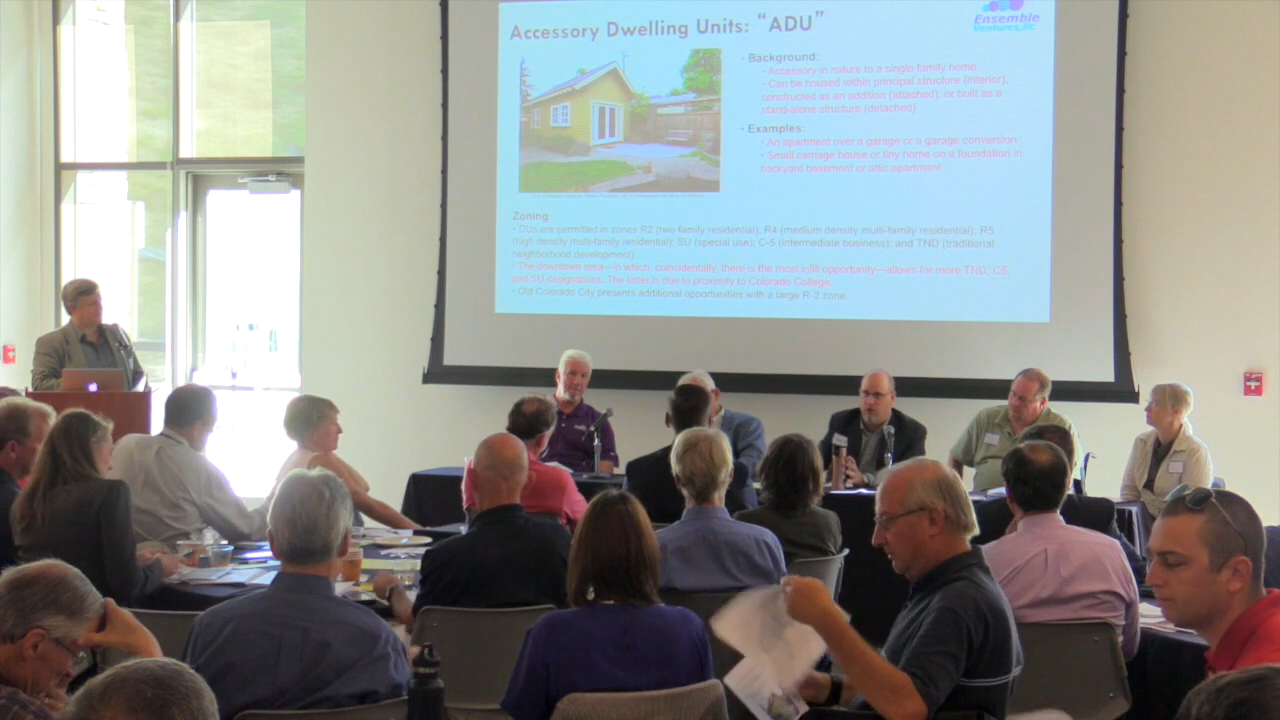 Accessory Dwelling Units: “ADU”
Ensemble
Ventures,llc
• Background:
• Accessory in nature to a single family home
• Can be housed within principal structure (interior),
constructed as an addition (attached), or built as a
stand-alone structure (detached)
• Examples:
• An apartment over a garage or a garage conversion
• Small carriage house or tiny home on a foundation in
backyard basement or attic apartment.
Zoning
• DUs are permitted in zones R2 (two-family residential); R4 (medium density multi-family residential); R5
(high density multi-family residential); SU (special use); C-5 (intermediate business); and TND (traditional
neighborhood development)
• The downtown area—in which, coincidentally, there is the most infill opportunity—allows for more TND, C5,
and SU designations. The latter is due to proximity to Colorado College.
• Old Colorado City presents additional opportunities with a large R-2 zone.